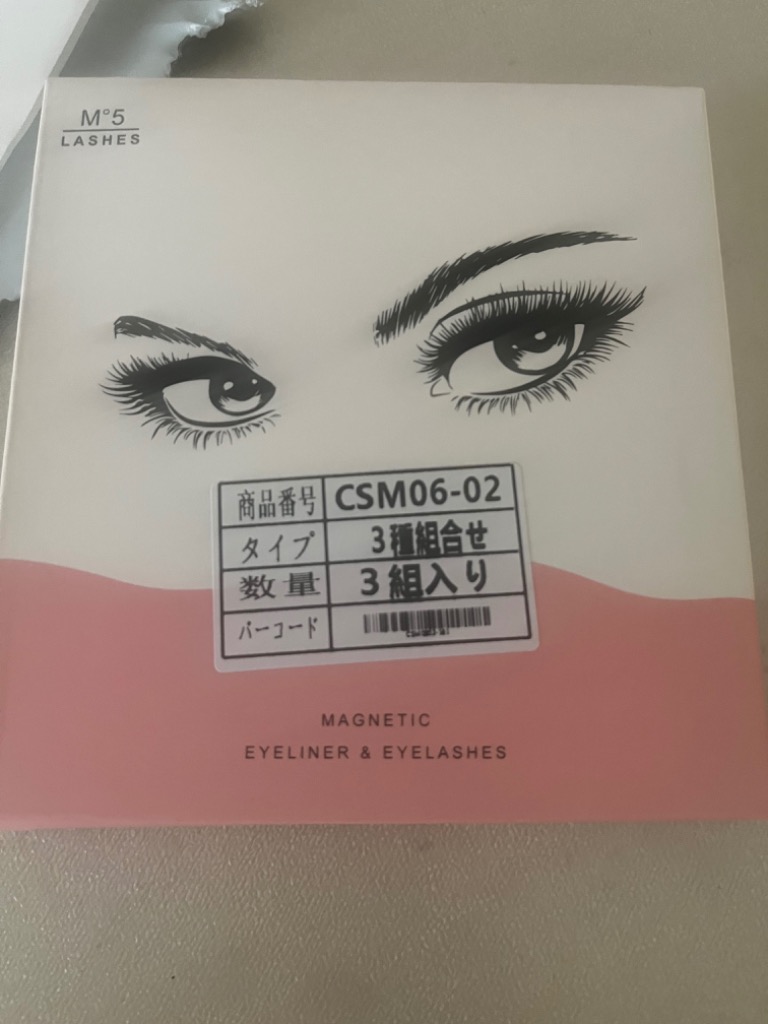 M°5
LASHES
商品番号 CSM06-02
タイプ 3種組合せ
数量 3組入り
バーコード
MAGNETIC
EYELINER & EYELASHES